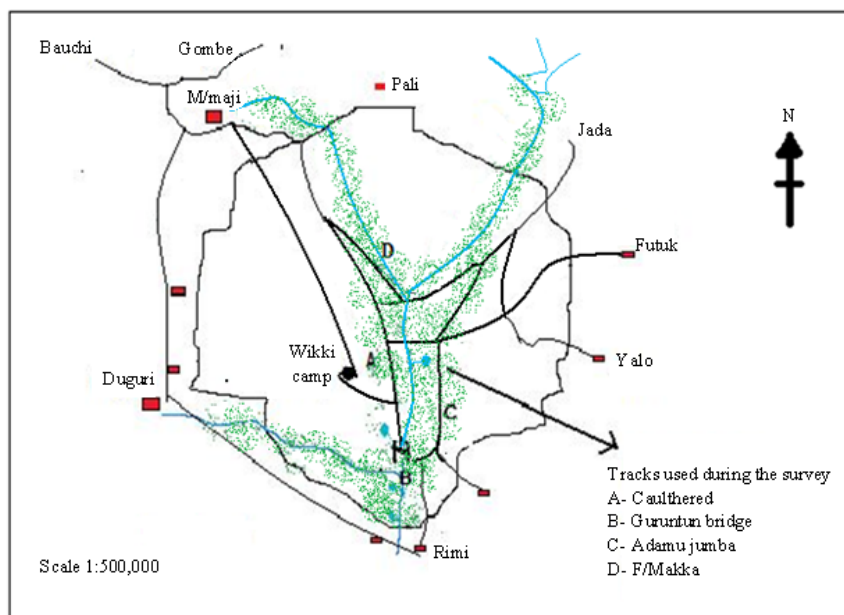 Bauchi
Gombe
Pali
M/maji
N
Jada
D
Futuk
Wikki
camp
A
Yalo
Duguri
C
B
Tracks used during the survey
A- Caulthered
B- Guruntun bridge
C- Adamu jumba
D- F/Makka
Rimi
Scale 1:500,000